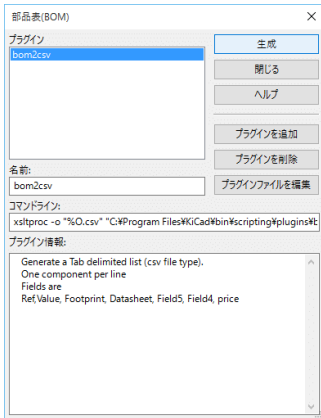 部品表(BOM)
プラグイン
bom2csv
生成
閉じる
ヘルプ
プラグインを追加
プラグインを削除
プラグインファイルを編集
名前:
bom2csv
コマンドライン:
xsltproc -o "%O.csv" "C:¥Program Files¥KiCad¥bin¥scripting¥plugins¥b
プラグイン情報:
Generate a Tab delimited list (csv file type).
One component per line
Fields are
Ref,Value, Footprint, Datasheet, Field5, Field4, price